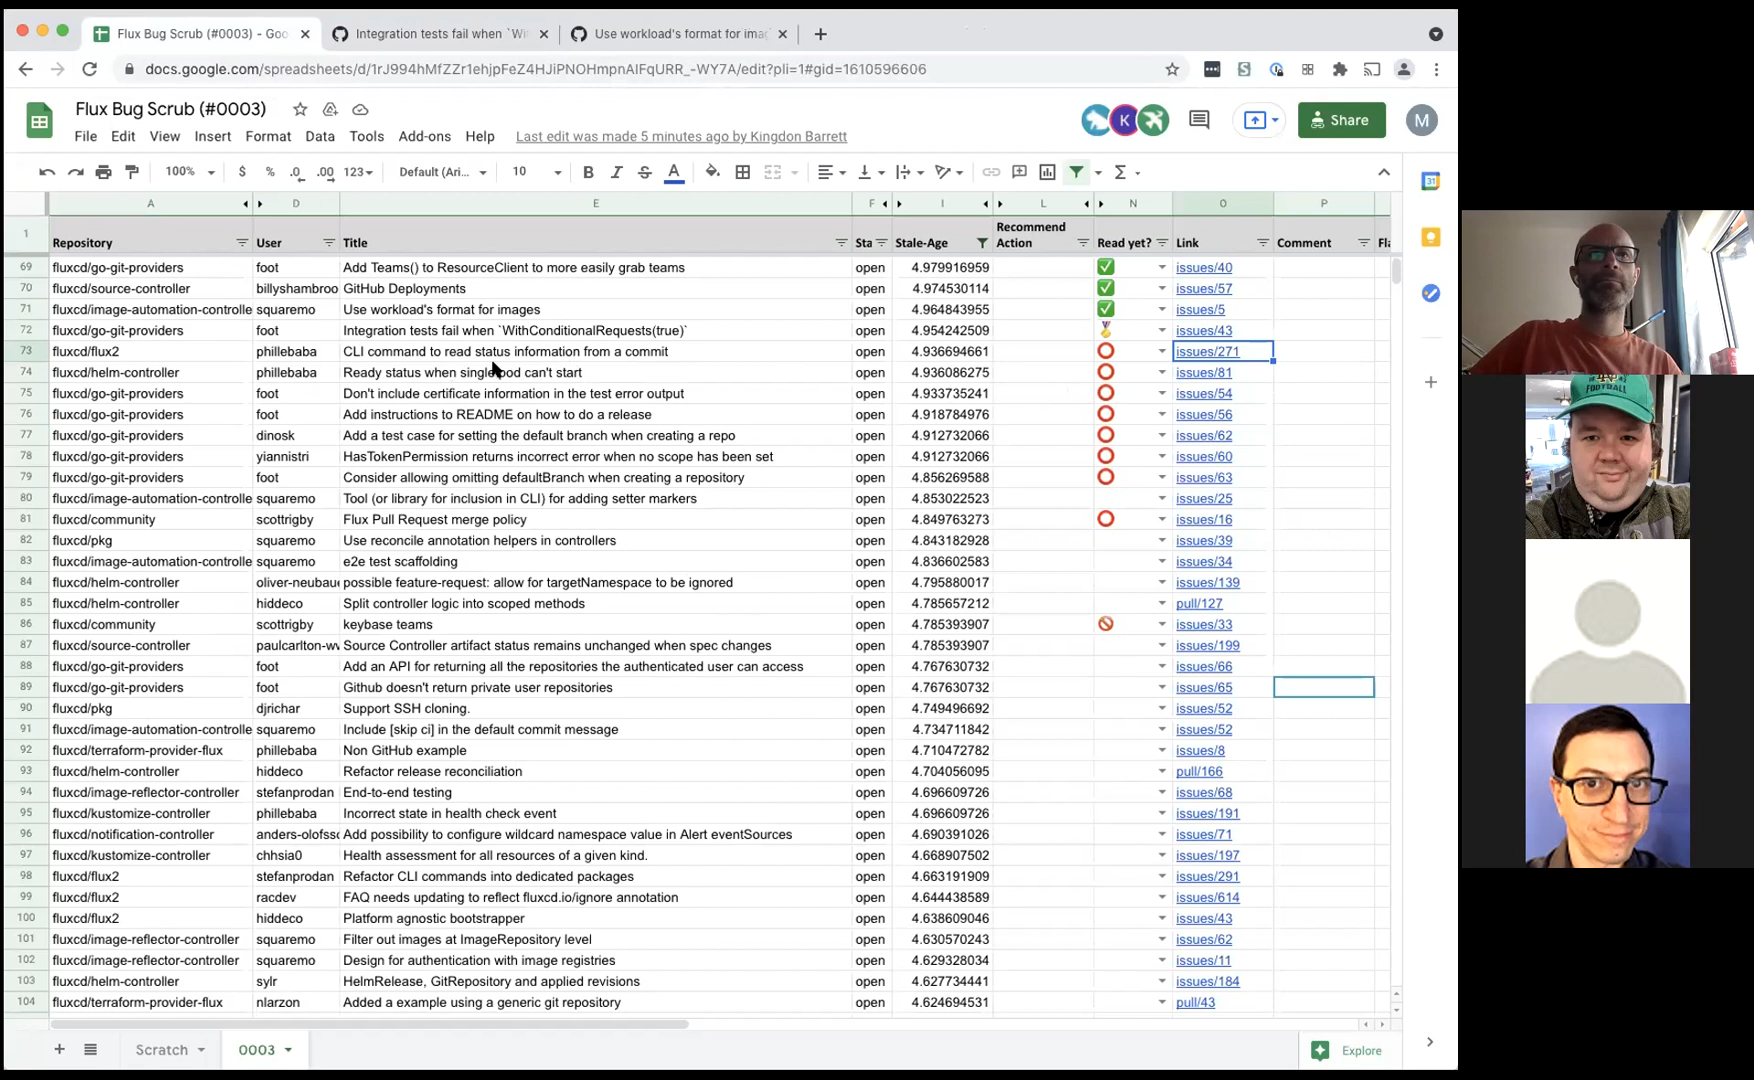 Flux Bug Scrub (#0003) - Goo
Integration tests fail when `Wit
Use workload's format for imag
docs.google.com/spreadsheets/d/1rJ994hMfZZr1ehjpFeZ4HJiPNOHmpnAIFqURR_-WY7A/edit?pli=1#gid=1610596606
Flux Bug Scrub (#0003)
K
Share
M
File Edit View Insert Format Data Tools Add-ons Help Last edit was made 5 minutes ago by Kingdon Barrett
100% $ % .0 .00 123 Default (Ari... 10 B I S A
31
A D E F I L N O P
1 Repository User Title Sta Stale-Age Recommend Action Read yet? Link Comment Fla
69 fluxcd/go-git-providers foot Add Teams() to ResourceClient to more easily grab teams open 4.979916959 issues/40
70 fluxcd/source-controller billyshambroo GitHub Deployments open 4.974530114 issues/57
71 fluxcd/image-automation-controlle squaremo Use workload's format for images open 4.964843955 issues/5
72 fluxcd/go-git-providers foot Integration tests fail when `WithConditionalRequests(true)` open 4.954242509 issues/43
73 fluxcd/flux2 phillebaba CLI command to read status information from a commit open 4.936694661 issues/271
74 fluxcd/helm-controller phillebaba Ready status when single pod can't start open 4.936086275 issues/81
75 fluxcd/go-git-providers foot Don't include certificate information in the test error output open 4.933735241 issues/54
76 fluxcd/go-git-providers foot Add instructions to README on how to do a release open 4.918784976 issues/56
77 fluxcd/go-git-providers dinosk Add a test case for setting the default branch when creating a repo open 4.912732066 issues/62
78 fluxcd/go-git-providers yiannistri HasTokenPermission returns incorrect error when no scope has been set open 4.912732066 issues/60
79 fluxcd/go-git-providers foot Consider allowing omitting defaultBranch when creating a repository open 4.856269588 issues/63
80 fluxcd/image-automation-controlle squaremo Tool (or library for inclusion in CLI) for adding setter markers open 4.853022523 issues/25
81 fluxcd/community scottrigby Flux Pull Request merge policy open 4.849763273 issues/16
82 fluxcd/pkg squaremo Use reconcile annotation helpers in controllers open 4.843182928 issues/39
83 fluxcd/image-automation-controlle squaremo e2e test scaffolding open 4.836602583 issues/34
84 fluxcd/helm-controller oliver-neubaue possible feature-request: allow for targetNamespace to be ignored open 4.795880017 issues/139
85 fluxcd/helm-controller hiddeco Split controller logic into scoped methods open 4.785657212 pull/127
86 fluxcd/community scottrigby keybase teams open 4.785393907 issues/33
87 fluxcd/source-controller paulcarlton-wv Source Controller artifact status remains unchanged when spec changes open 4.785393907 issues/199
88 fluxcd/go-git-providers foot Add an API for returning all the repositories the authenticated user can access open 4.767630732 issues/66
89 fluxcd/go-git-providers foot Github doesn't return private user repositories open 4.767630732 issues/65
90 fluxcd/pkg djrichar Support SSH cloning. open 4.749496692 issues/52
91 fluxcd/image-automation-controlle squaremo Include [skip ci] in the default commit message open 4.734711842 issues/52
92 fluxcd/terraform-provider-flux phillebaba Non GitHub example open 4.710472782 issues/8
93 fluxcd/helm-controller hiddeco Refactor release reconciliation open 4.704056095 pull/166
94 fluxcd/image-reflector-controller stefanprodan End-to-end testing open 4.696609726 issues/68
95 fluxcd/kustomize-controller phillebaba Incorrect state in health check event open 4.696609726 issues/191
96 fluxcd/notification-controller anders-olofsso Add possibility to configure wildcard namespace value in Alert eventSources open 4.690391026 issues/71
97 fluxcd/kustomize-controller chhsia0 Health assessment for all resources of a given kind. open 4.668907502 issues/197
98 fluxcd/flux2 stefanprodan Refactor CLI commands into dedicated packages open 4.663191909 issues/291
99 fluxcd/flux2 racdev FAQ needs updating to reflect fluxcd.io/ignore annotation open 4.644438589 issues/614
100 fluxcd/flux2 hiddeco Platform agnostic bootstrapper open 4.638609046 issues/43
101 fluxcd/image-reflector-controller squaremo Filter out images at ImageRepository level open 4.630570243 issues/62
102 fluxcd/image-reflector-controller squaremo Design for authentication with image registries open 4.629328034 issues/11
103 fluxcd/helm-controller sylr HelmRelease, GitRepository and applied revisions open 4.627734441 issues/184
104 fluxcd/terraform-provider-flux nlarzon Added a example using a generic git repository open 4.624694531 pull/43
Scratch 0003 Explore
FOOTBALL